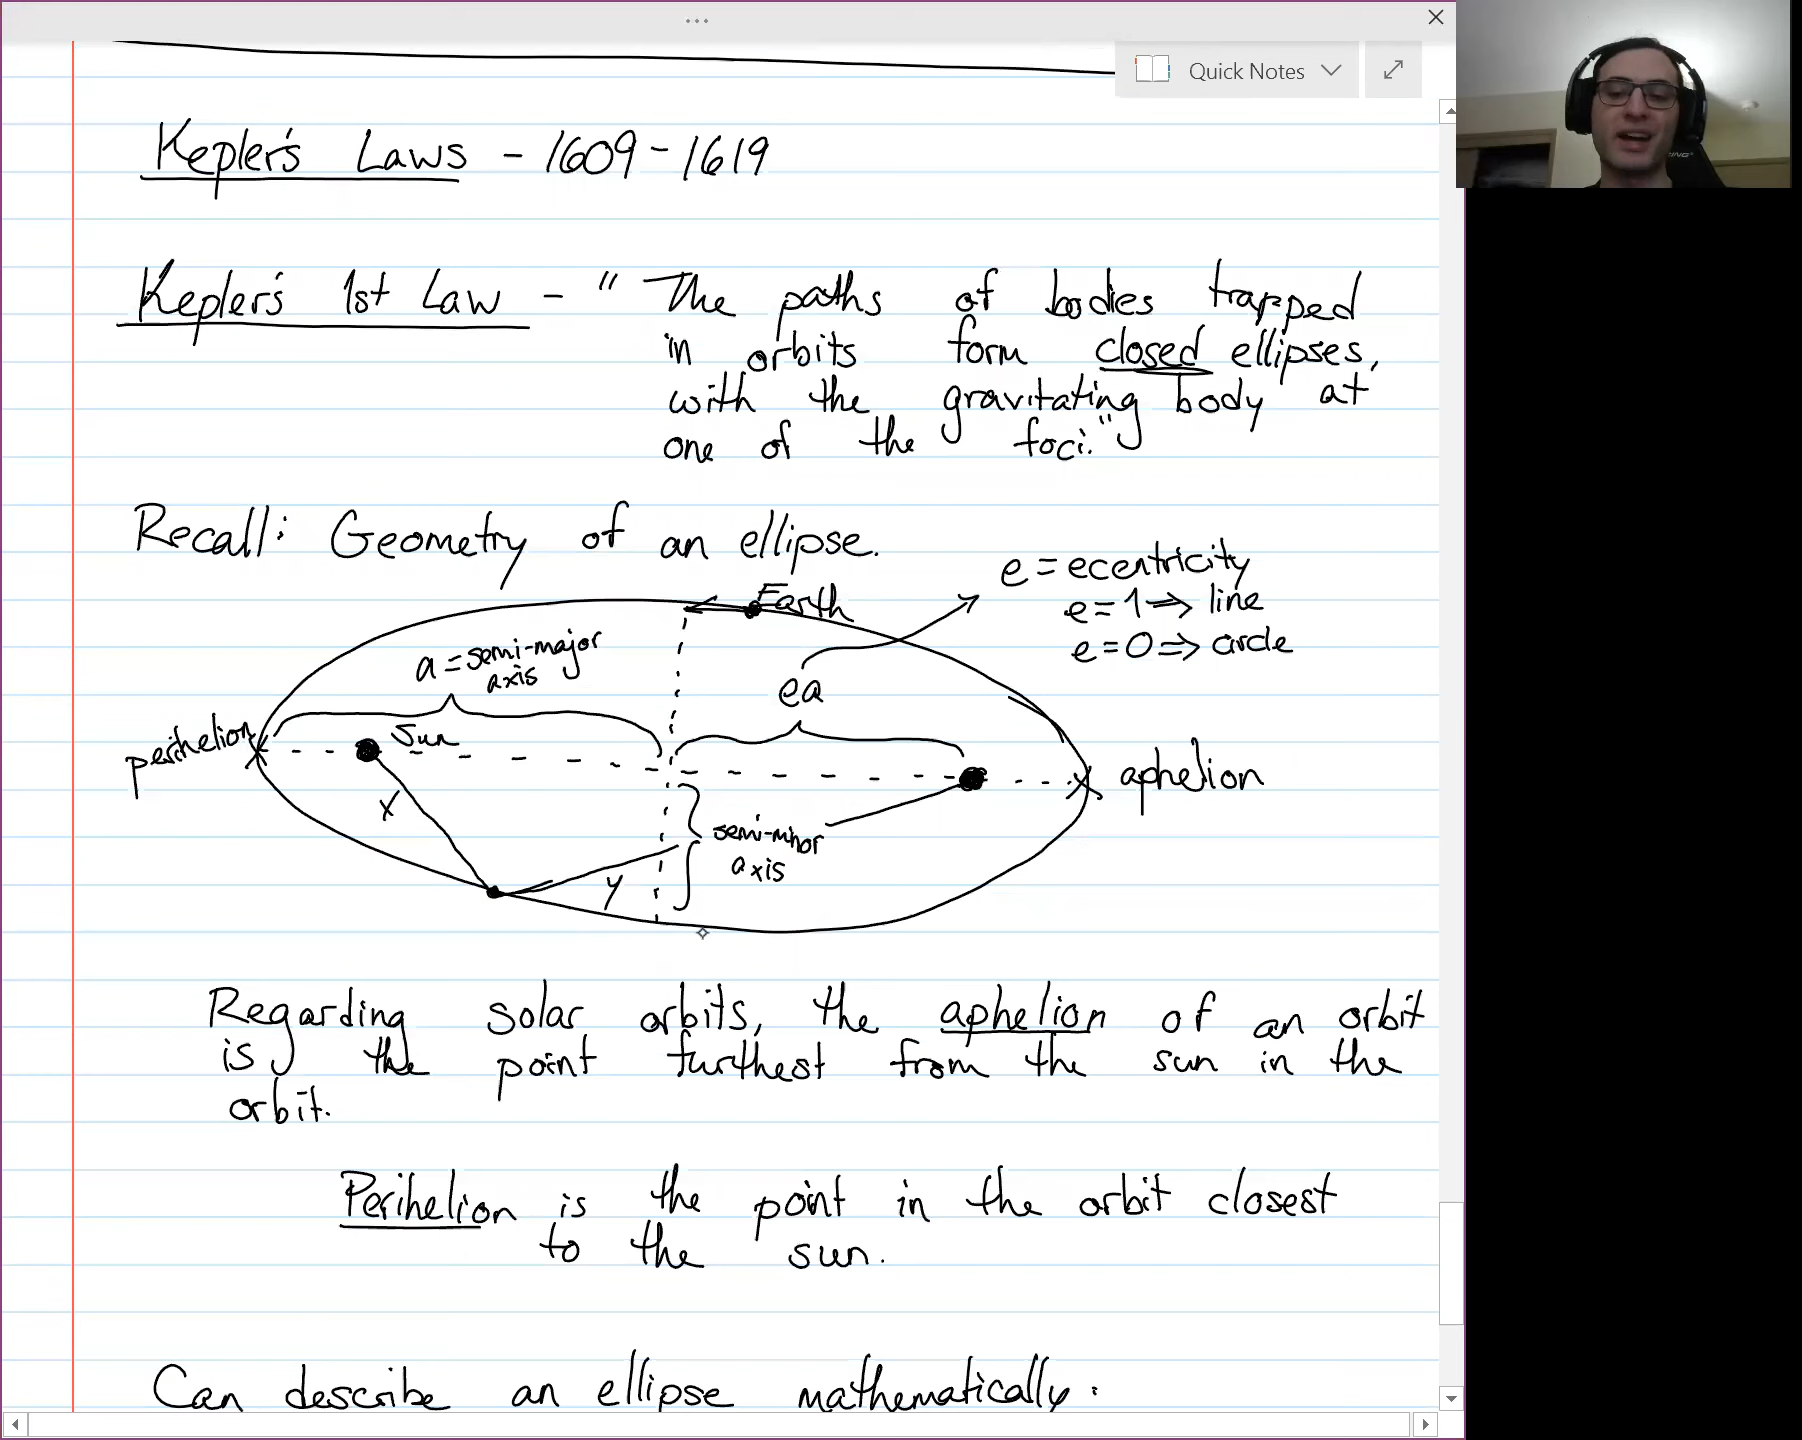 Quick Notes
Kepler's Laws - 1609-1619
Kepler's 1st Law - " The paths of bodies trapped
in orbits form closed ellipses,
with the gravitating body at
one of the foci."
Recall: Geometry of an ellipse.
e = ecentricity
e = 1 => line
e = 0 => circle
Earth
a = semi-major
axis
ea
perihelion
Sun
aphelion
x
semi-minor
axis
y
Regarding solar orbits, the aphelion of an orbit
is the point furthest from the sun in the
orbit.
Perihelion is the point in the orbit closest
to the sun.
Can describe an ellipse mathematically: